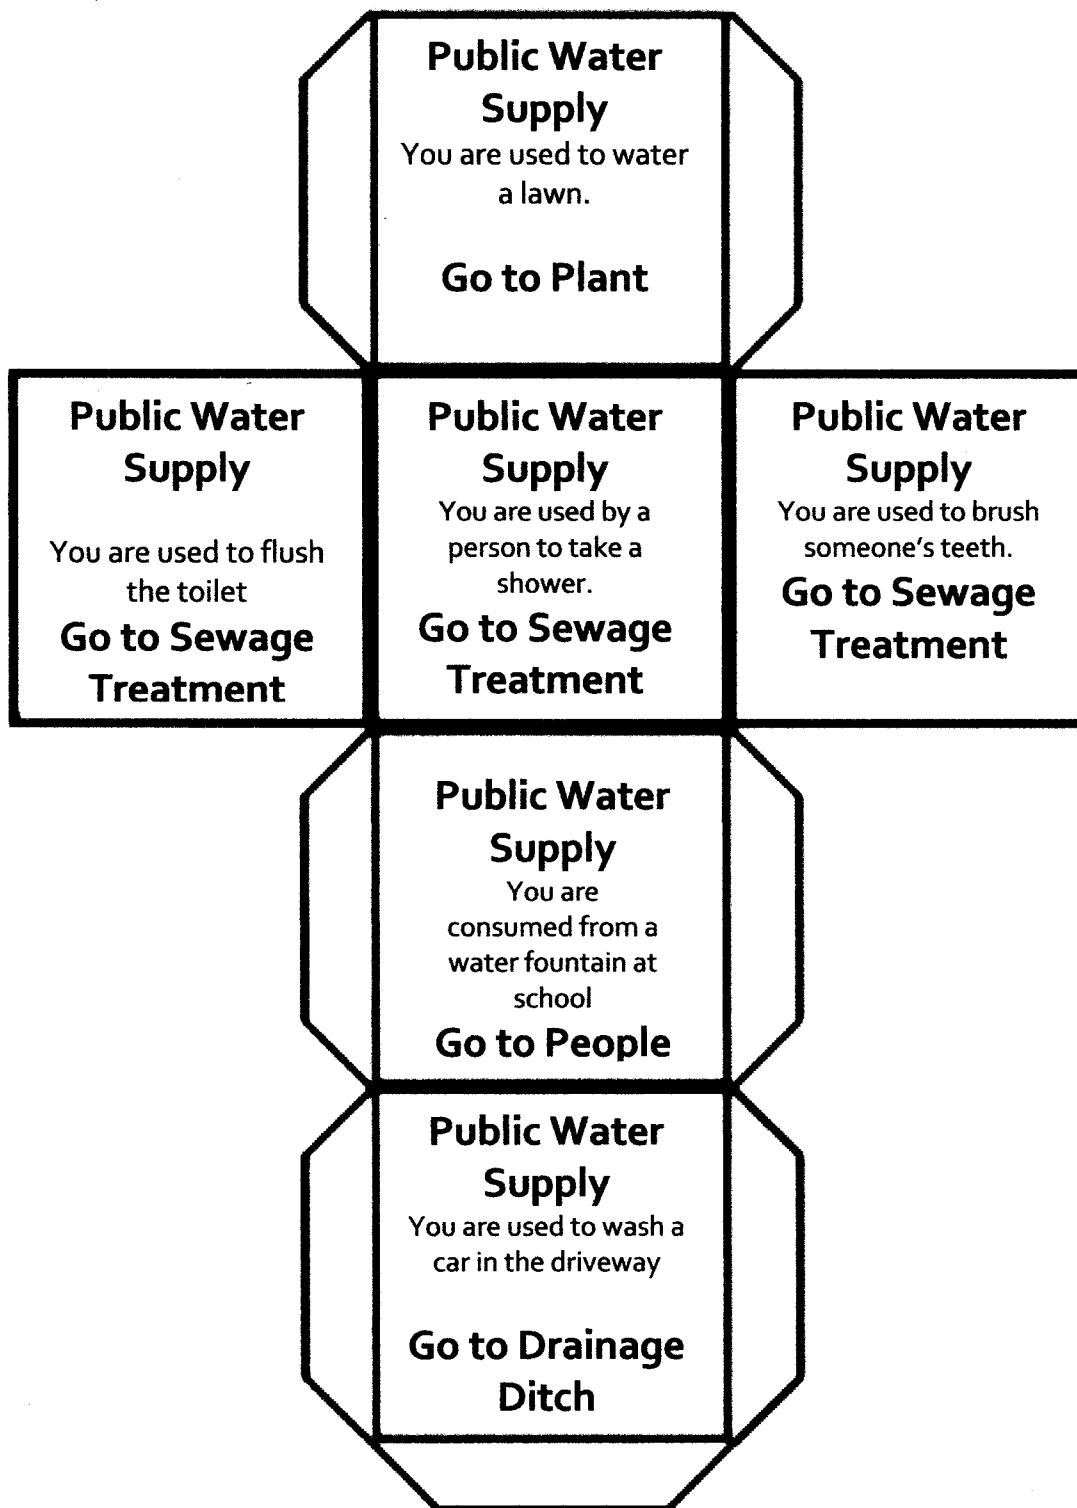 Public Water
Supply
You are used to water
a lawn.
Go to Plant
Public Water
Supply
You are used to flush
the toilet
Go to Sewage
Treatment
Public Water
Supply
You are used by a
person to take a
shower.
Go to Sewage
Treatment
Public Water
Supply
You are used to brush
someone's teeth.
Go to Sewage
Treatment
Public Water
Supply
You are
consumed from a
water fountain at
school
Go to People
Public Water
Supply
You are used to wash a
car in the driveway
Go to Drainage
Ditch